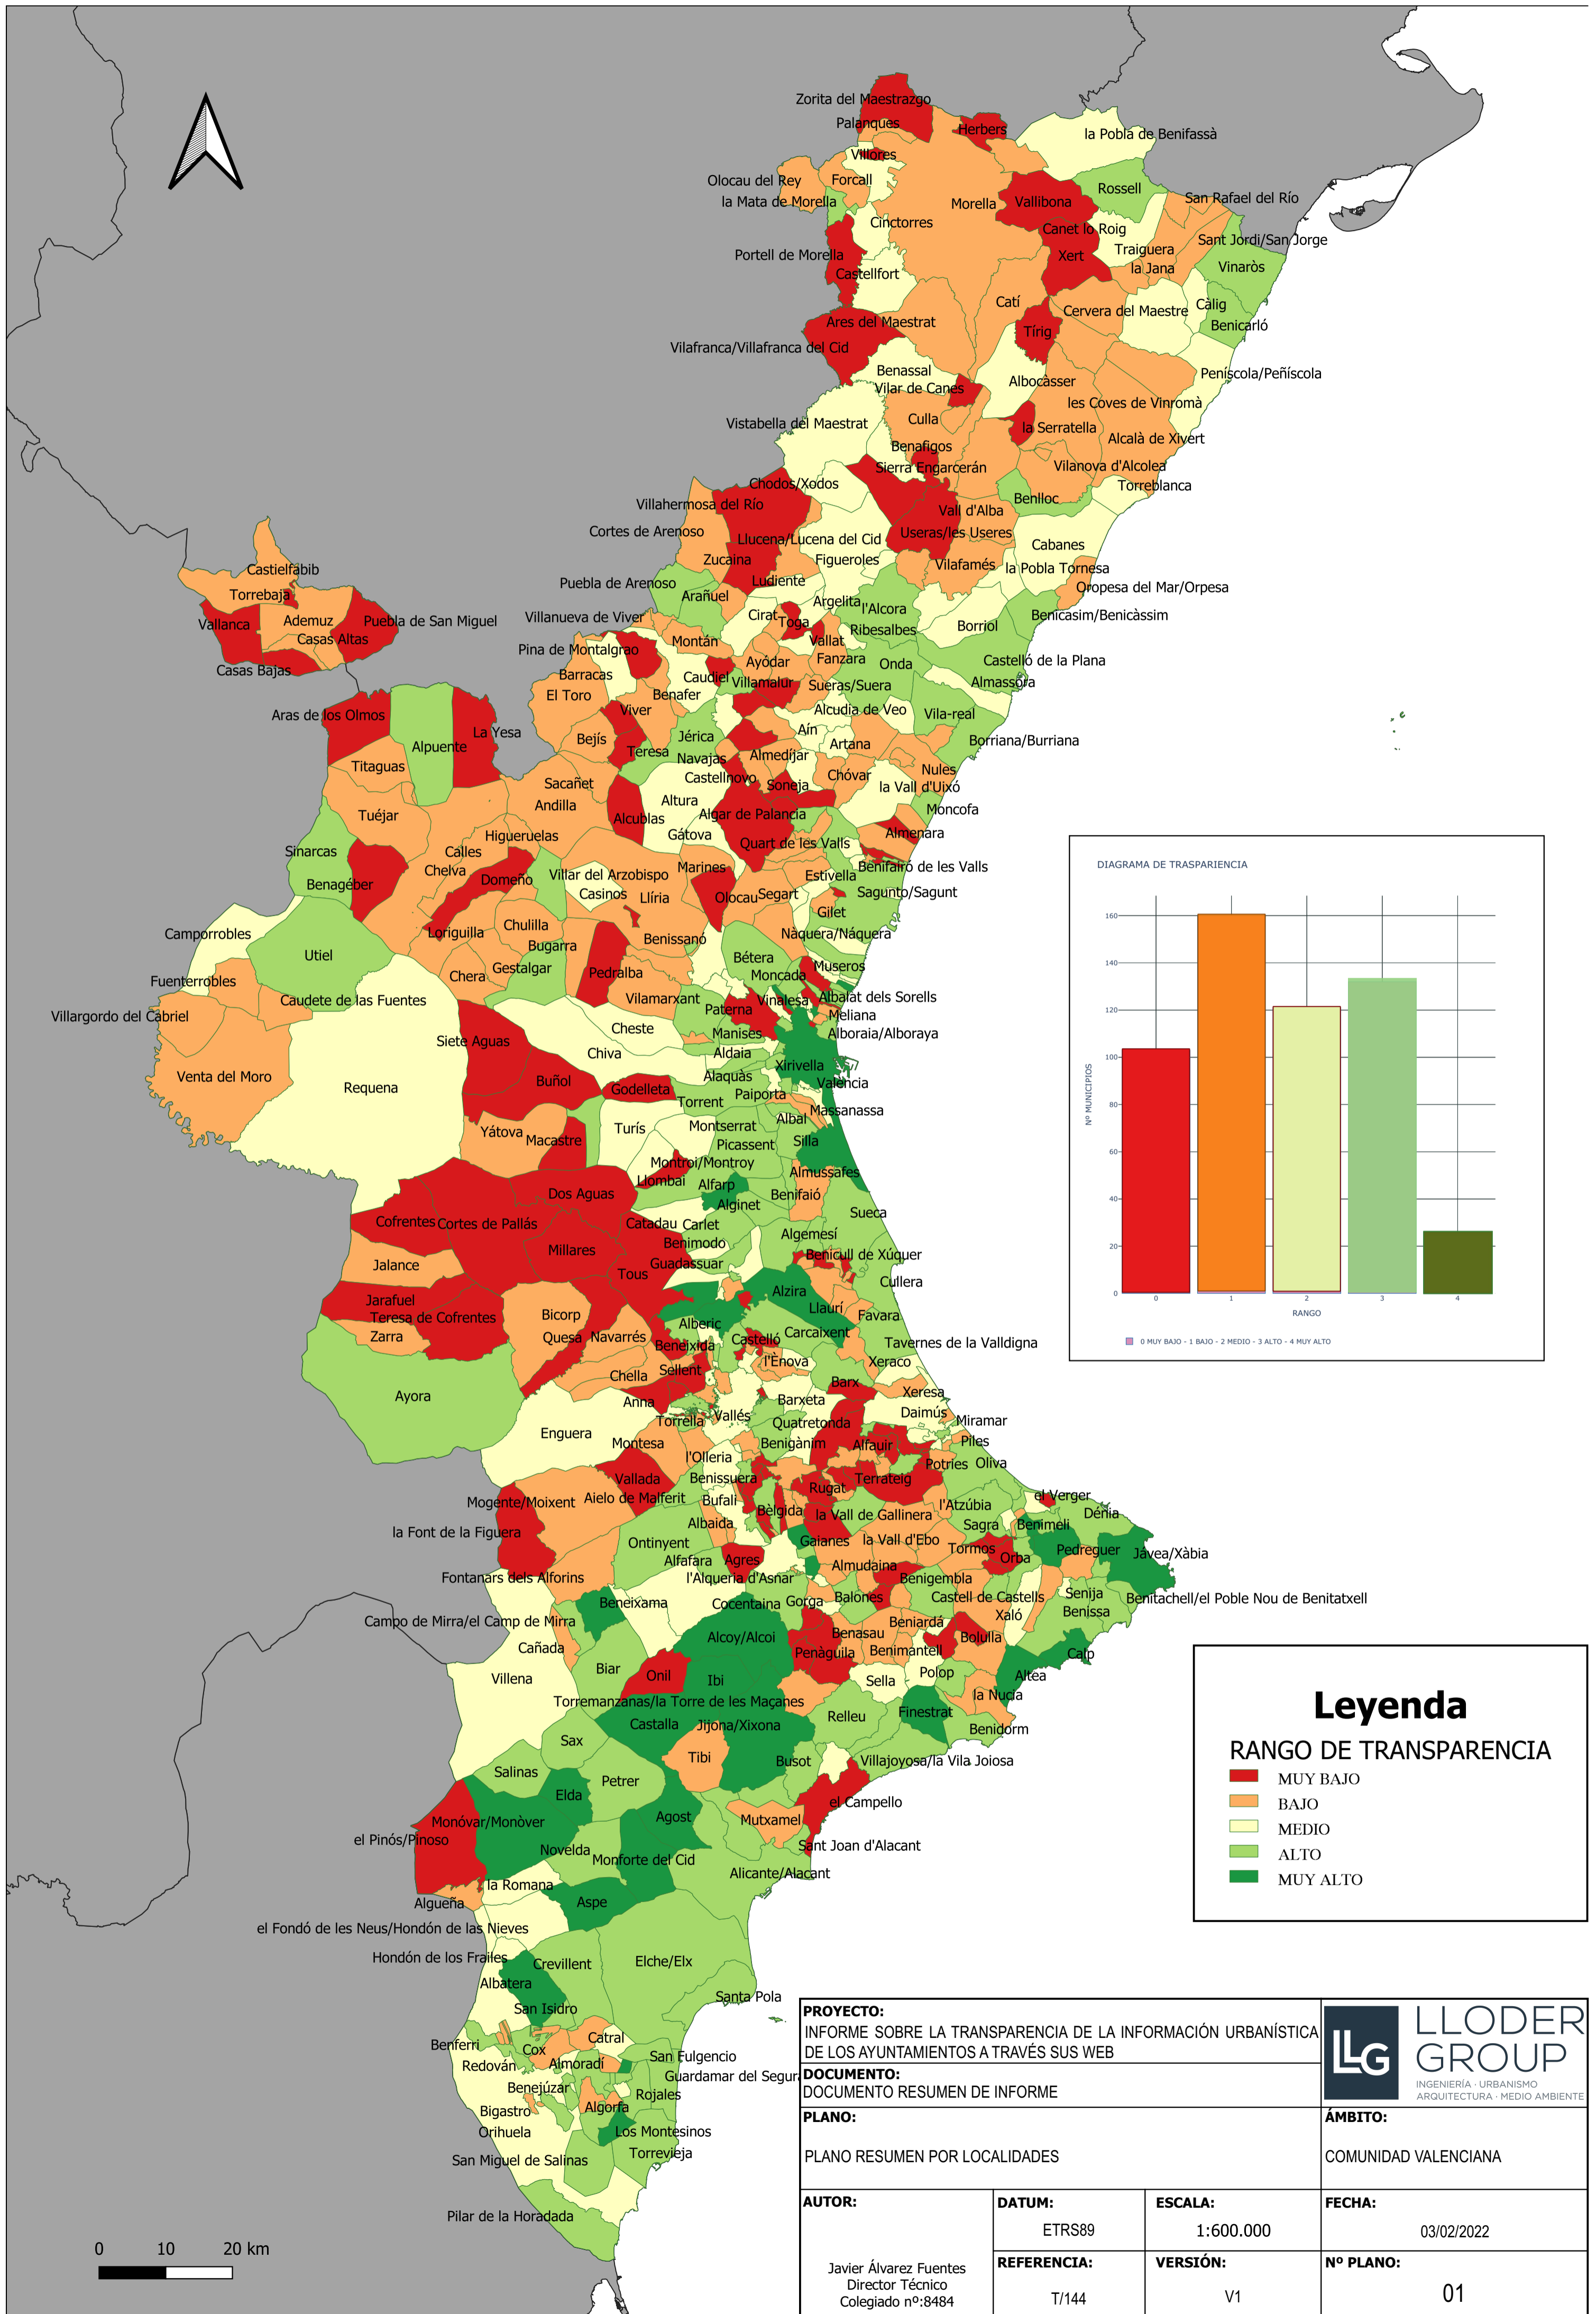 Zorita del Maestrazgo
Palanques
Herbers
la Pobla de Benifassà
Villores
Olocau del Rey
Forcall
Rossell
la Mata de Morella
Morella
Vallibona
San Rafael del Río
Cinctorres
Canet lo Roig
Portell de Morella
Traiguera
Sant Jordi/San Jorge
Xert
la Jana
Vinaròs
Castellfort
Catí
Cervera del Maestre
Càlig
Ares del Maestrat
Tírig
Benicarló
Vilafranca/Villafranca del Cid
Benassal
Albocàsser
Peníscola/Peñíscola
Vilar de Canes
les Coves de Vinromà
Vistabella del Maestrat
Culla
la Serratella
Alcalà de Xivert
Benafigos
Sierra Engarcerán
Vilanova d'Alcolea
Chodos/Xodos
Torreblanca
Villahermosa del Río
Benlloc
Vall d'Alba
Cortes de Arenoso
Llucena/Lucena del Cid
Useras/les Useres
Cabanes
Zucaina
Figueroles
Vilafamés
la Pobla Tornesa
Castielfabib
Puebla de Arenoso
Ludiente
Oropesa del Mar/Orpesa
Torrebaja
Arañuel
Argelita
l'Alcora
Vallanca
Ademuz
Puebla de San Miguel
Villanueva de Viver
Cirat
Toga
Benicasim/Benicàssim
Casas Altas
Ribesalbes
Borriol
Pina de Montalgrao
Montán
Vallat
Casas Bajas
Barracas
Ayódar
Fanzara
Onda
Castelló de la Plana
Caudiel
Villamalur
Sueras/Suera
Almassora
El Toro
Benafer
Aras de los Olmos
Viver
Alcudia de Veo
Vila-real
La Yesa
Aín
Alpuente
Bejís
Teresa
Jérica
Artana
Borriana/Burriana
Titaguas
Navajas
Almedíjar
Castellnovo
Soneja
Chóvar
Nules
Sacañet
la Vall d'Uixó
Andilla
Altura
Moncofa
Tuéjar
Alcublas
Algar de Palancia
Gátova
Almenara
Higueruelas
Quart de les Valls
Sinarcas
Calles
Benifairó de les Valls
Benagéber
Chelva
Domeño
Villar del Arzobispo
Marines
Estivella
Casinos
Llíria
Olocau
Segart
Sagunto/Sagunt
Camporrobles
Loriguilla
Chulilla
Gilet
Utiel
Bugarra
Benissanó
Nàquera/Náquera
Fuenterrobles
Chera
Gestalgar
Pedralba
Bétera
Moncada
Museros
Caudete de las Fuentes
Vilamarxant
Vinalesa
Albalat dels Sorells
Villargordo del Cabriel
Cheste
Paterna
Meliana
Siete Aguas
Manises
Alboraia/Alboraya
Chiva
Aldaia
Xirivella
Venta del Moro
Requena
Buñol
Godelleta
Alaquàs
Valencia
Torrent
Paiporta
Massanassa
Yátova
Turís
Montserrat
Albal
Macastre
Picassent
Silla
Montroi/Montroy
Llombai
Almussafes
Dos Aguas
Alfarp
Alginet
Benifaió
Cofrentes
Cortes de Pallás
Catadau
Carlet
Sueca
Benimodo
Algemesí
Jalance
Millares
Guadassuar
Benicull de Xúquer
Tous
Cullera
Jarafuel
Alzira
Teresa de Cofrentes
Bicorp
Alberic
Llaurí
Favara
Zarra
Quesa
Navarrés
Beneixida
Castelló
Carcaixent
Tavernes de la Valldigna
Ayora
Chella
Sellent
l'Ènova
Xeraco
Anna
Barx
Xeresa
Barxeta
Torrella
Vallés
Quatretonda
Daimús
Miramar
Enguera
Montesa
l'Olleria
Benigànim
Alfauir
Piles
Vallada
Benissuera
Terrateig
Potríes
Oliva
Mogente/Moixent
Aielo de Malferit
Bufali
Rugat
l'Atzúbia
el Verger
la Font de la Figuera
Albaida
Bèlgida
la Vall de Gallinera
Sagra
Benimeli
Dénia
Ontinyent
Gaianes
la Vall d'Ebo
Tormos
Orba
Pedreguer
Jávea/Xàbia
Alfafara
Agres
Almudaina
Fontanars dels Alforins
l'Alqueria d'Asnar
Benigembla
Beneixama
Cocentaina
Gorga
Balones
Castell de Castells
Senija
Benitachell/el Poble Nou de Benitatxell
Campo de Mirra/el Camp de Mirra
Xaló
Benissa
Cañada
Alcoy/Alcoi
Benasau
Beniardá
Bolulla
Penàguila
Benimantell
Calp
Villena
Biar
Onil
Ibi
Sella
Polop
Altea
Torremanzanas/la Torre de les Maçanes
la Nucia
Castalla
Jijona/Xixona
Relleu
Finestrat
Benidorm
Sax
Tibi
Busot
Villajoyosa/la Vila Joiosa
Salinas
Petrer
Elda
el Campello
Monóvar/Monòver
Agost
Mutxamel
el Pinós/Pinoso
Novelda
Sant Joan d'Alacant
Monforte del Cid
Alicante/Alacant
la Romana
Algueña
Aspe
el Fondó de les Neus/Hondón de las Nieves
Hondón de los Frailes
Crevillent
Elche/Elx
Albatera
San Isidro
Santa Pola
Benferri
Catral
Cox
Redován
Almoradí
San Fulgencio
Guardamar del Segur
Benejúzar
Rojales
Bigastro
Algorfa
Orihuela
Los Montesinos
San Miguel de Salinas
Torrevieja
Pilar de la Horadada
0 10 20 km
DIAGRAMA DE TRASPARIENCIA
160
140
120
100
80
60
40
20
0
Nº MUNICIPIOS
0 1 2 3 4
RANGO
0 MUY BAJO - 1 BAJO - 2 MEDIO - 3 ALTO - 4 MUY ALTO
Leyenda
RANGO DE TRANSPARENCIA
MUY BAJO
BAJO
MEDIO
ALTO
MUY ALTO
PROYECTO:
INFORME SOBRE LA TRANSPARENCIA DE LA INFORMACIÓN URBANÍSTICA
DE LOS AYUNTAMIENTOS A TRAVÉS SUS WEB
DOCUMENTO:
DOCUMENTO RESUMEN DE INFORME
LLG
LLODER
GROUP
INGENIERÍA · URBANISMO
ARQUITECTURA · MEDIO AMBIENTE
PLANO:
PLANO RESUMEN POR LOCALIDADES
ÁMBITO:
COMUNIDAD VALENCIANA
AUTOR:
Javier Álvarez Fuentes
Director Técnico
Colegiado nº:8484
DATUM:
ETRS89
ESCALA:
1:600.000
FECHA:
03/02/2022
REFERENCIA:
T/144
VERSIÓN:
V1
Nº PLANO:
01